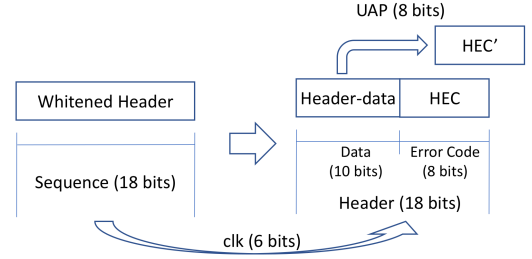 UAP (8 bits)
HEC’
Whitened Header
Header-data
HEC
Data
(10 bits)
Error Code
(8 bits)
Sequence (18 bits)
Header (18 bits)
clk (6 bits)